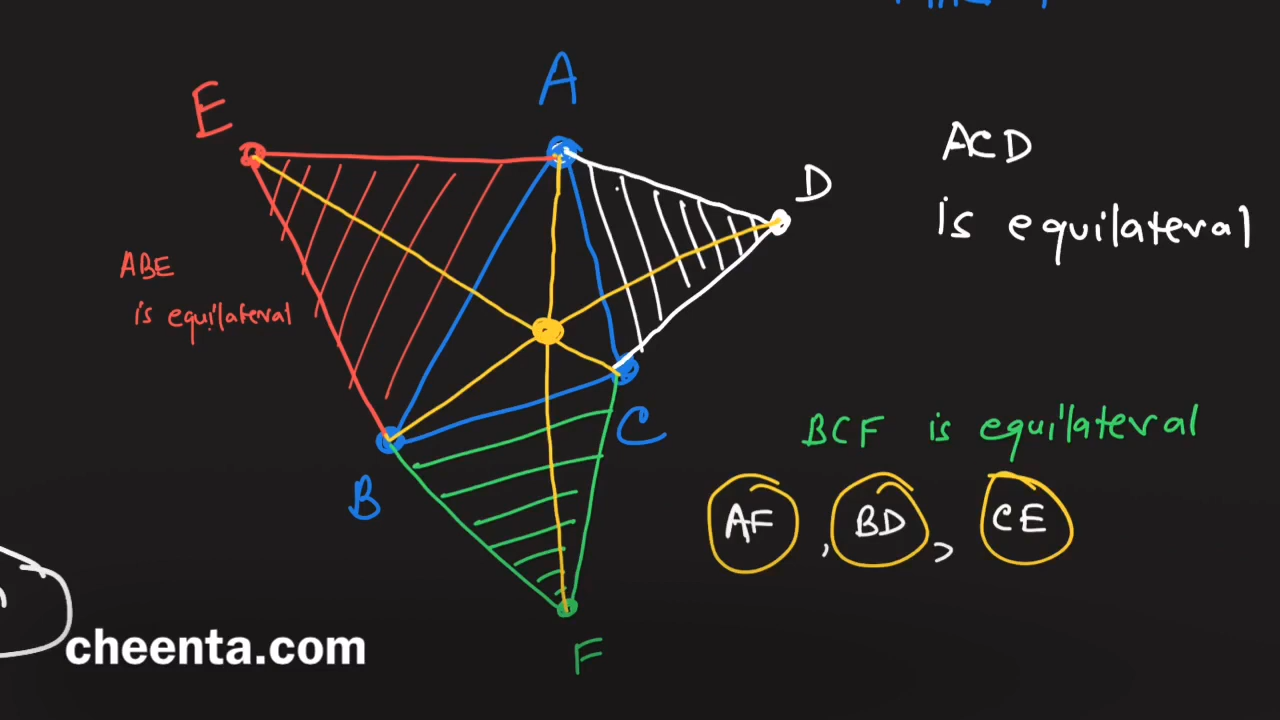 E
A
D
ACD
is equilateral
ABE
is equilateral
C
BCF is equilateral
B
AF, BD, CE
F
cheenta.com